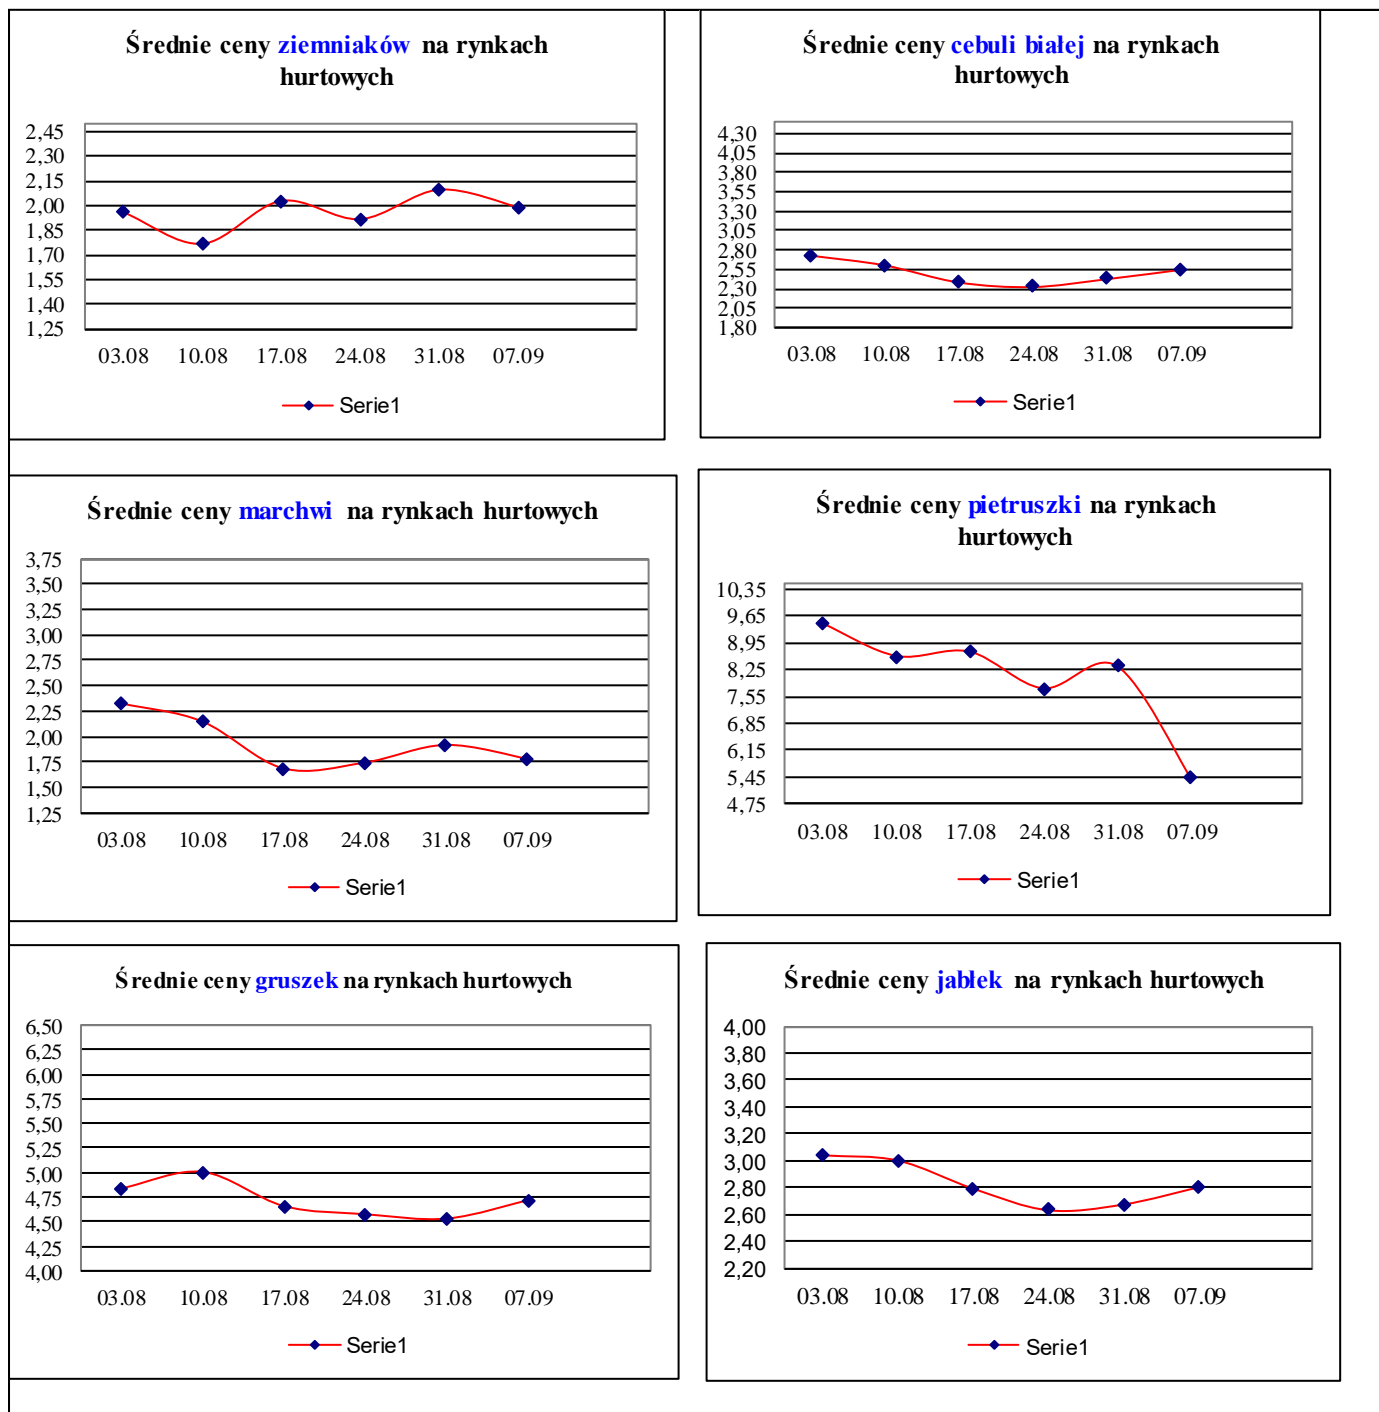 Średnie ceny ziemniaków na rynkach
hurtowych
2,45
2,30
2,15
2,00
1,85
1,70
1,55
1,40
1,25
03.08 10.08 17.08 24.08 31.08 07.09
Serie1
Średnie ceny cebuli białej na rynkach
hurtowych
4,30
4,05
3,80
3,55
3,30
3,05
2,80
2,55
2,30
2,05
1,80
03.08 10.08 17.08 24.08 31.08 07.09
Serie1
Średnie ceny marchwi na rynkach hurtowych
3,75
3,50
3,25
3,00
2,75
2,50
2,25
2,00
1,75
1,50
1,25
03.08 10.08 17.08 24.08 31.08 07.09
Serie1
Średnie ceny pietruszki na rynkach
hurtowych
10,35
9,65
8,95
8,25
7,55
6,85
6,15
5,45
4,75
03.08 10.08 17.08 24.08 31.08 07.09
Serie1
Średnie ceny gruszek na rynkach hurtowych
6,50
6,25
6,00
5,75
5,50
5,25
5,00
4,75
4,50
4,25
4,00
03.08 10.08 17.08 24.08 31.08 07.09
Serie1
Średnie ceny jabłek na rynkach hurtowych
4,00
3,80
3,60
3,40
3,20
3,00
2,80
2,60
2,40
2,20
03.08 10.08 17.08 24.08 31.08 07.09
Serie1